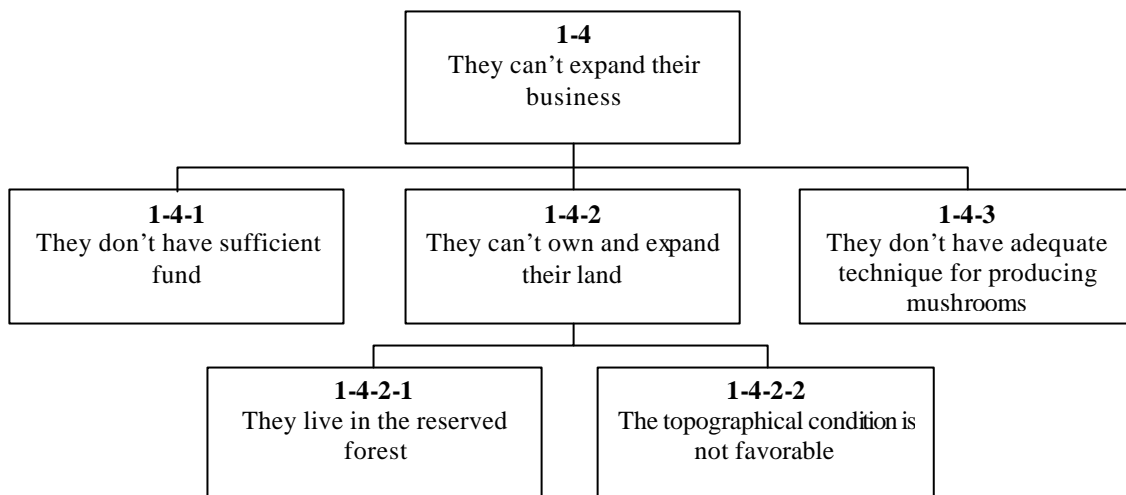 1-4
They can’t expand their
business
1-4-1
They don’t have sufficient
fund
1-4-2
They can’t own and expand
their land
1-4-3
They don’t have adequate
technique for producing
mushrooms
1-4-2-1
They live in the reserved
forest
1-4-2-2
The topographical condition is
not favorable